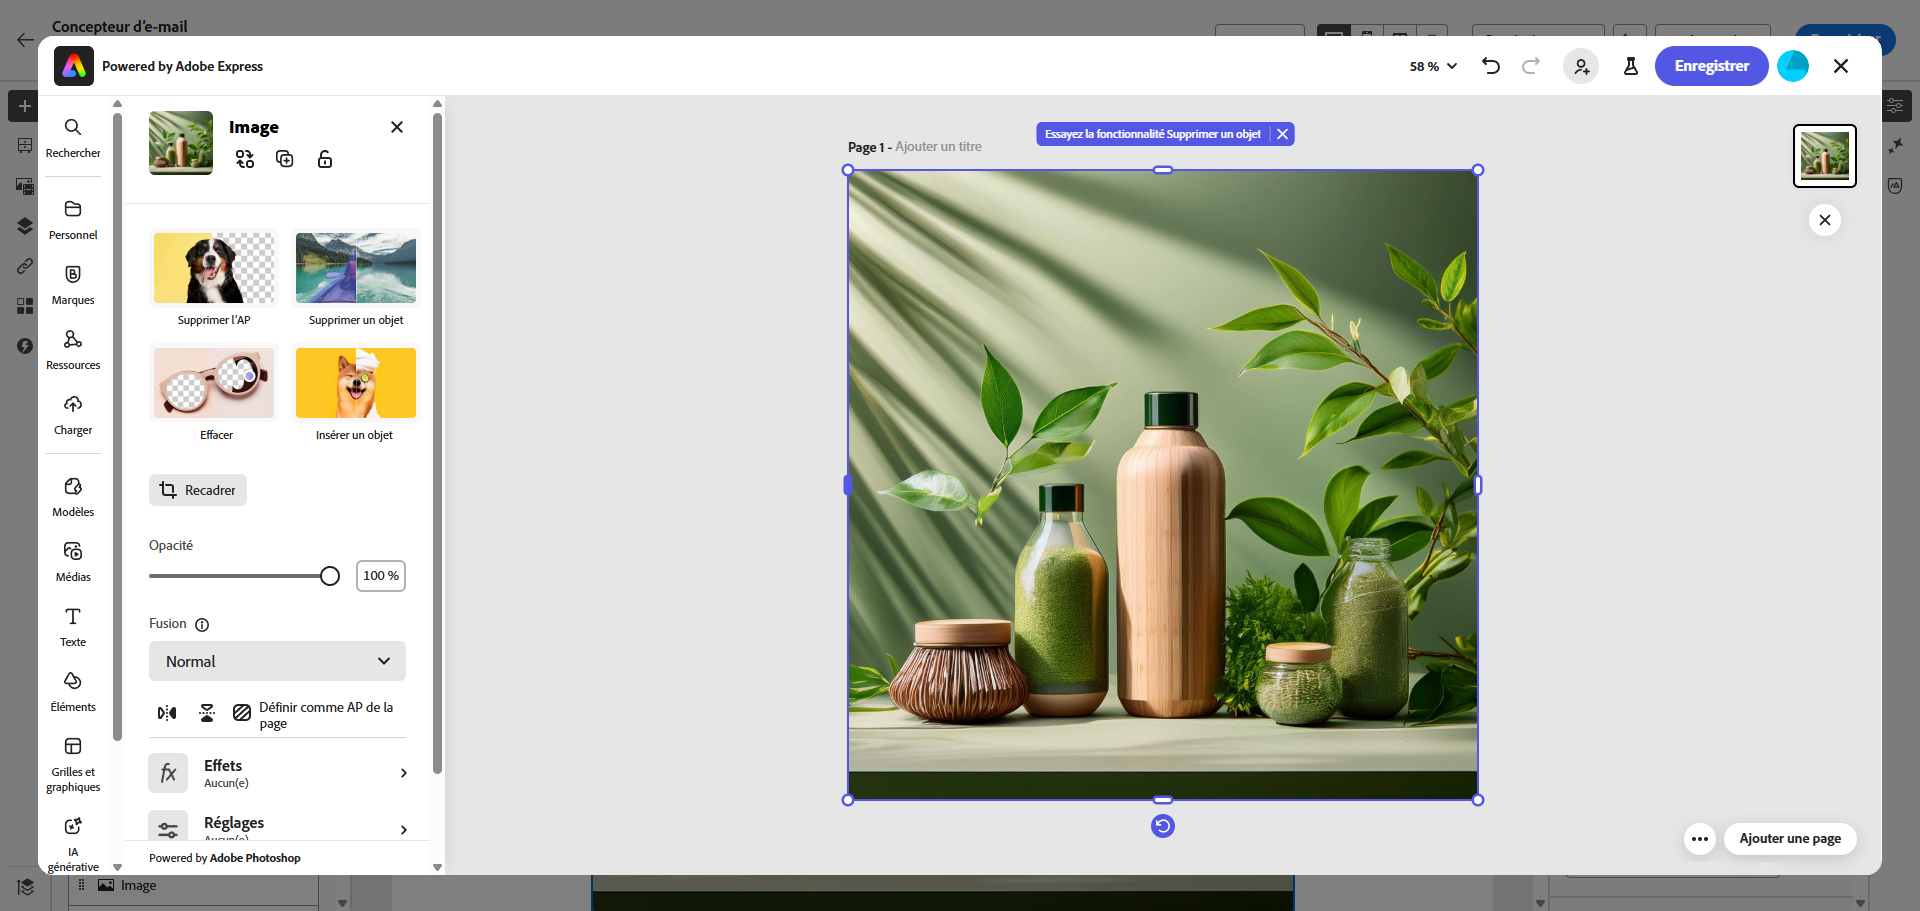 Concepteur d'e-mail
Powered by Adobe Express
58 %
Enregistrer
Rechercher
Personnel
Marques
Ressources
Charger
Modèles
Médias
Texte
Éléments
Grilles et
graphiques
IA
générative
Image
Supprimer l'AP
Supprimer un objet
Effacer
Insérer un objet
Recadrer
Opacité
100 %
Fusion
Normal
Définir comme AP de la
page
Effets
Aucun(e)
Réglages
Aucun(e)
Powered by Adobe Photoshop
Essayez la fonctionnalité Supprimer un objet
Page 1 - Ajouter un titre
Ajouter une page
Image